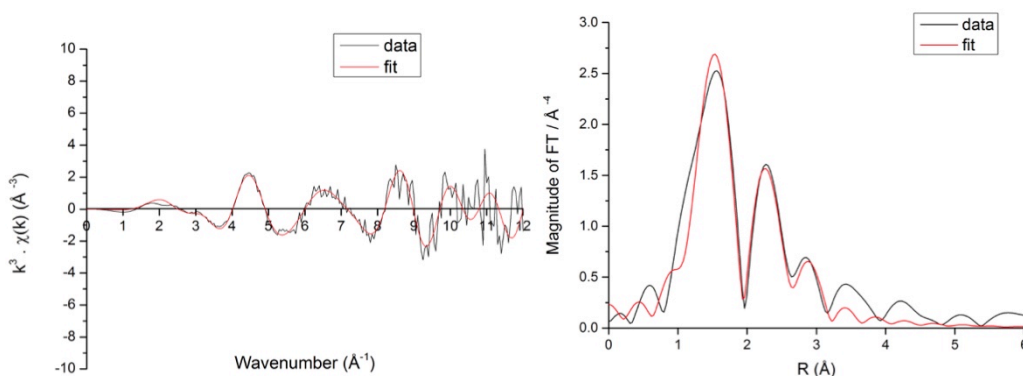 10
8
6
4
2
0
-2
-4
-6
-8
-10
0 1 2 3 4 5 6 7 8 9 10 11 12
k³ . χ(k) (Å⁻³)
Wavenumber (Å⁻¹)
data
fit
3.0
2.5
2.0
1.5
1.0
0.5
0.0
0 1 2 3 4 5 6
Magnitude of FT / Å⁻⁴
R (Å)
data
fit